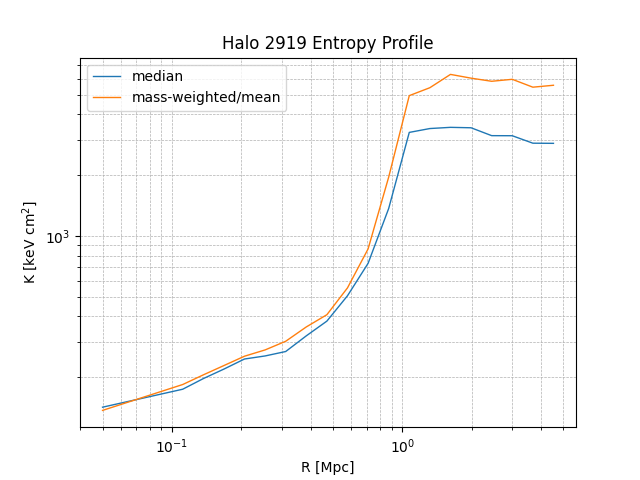 Halo 2919 Entropy Profile
median
mass-weighted/mean
K [keV cm²]
10³
10⁻¹
10⁰
R [Mpc]